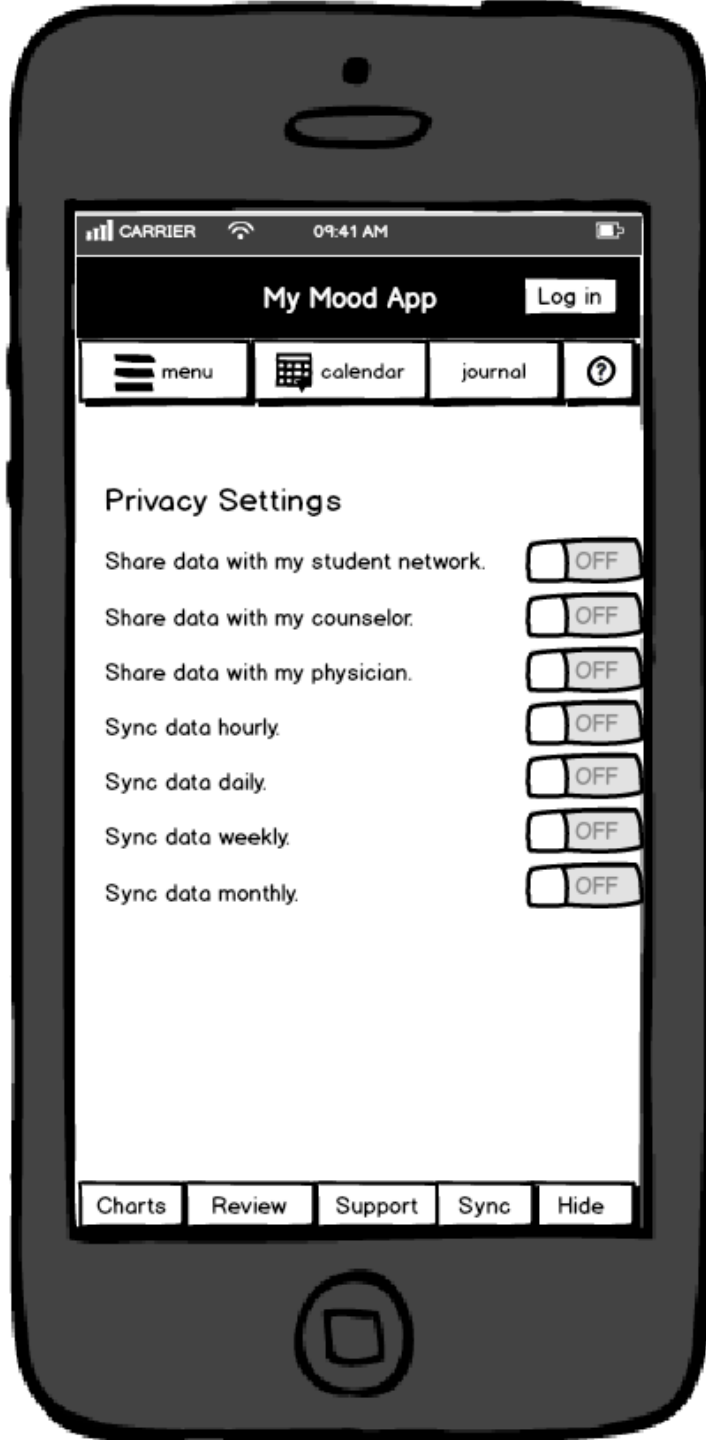 CARRIER 09:41 AM
My Mood App Log in
menu calendar journal ?
Privacy Settings
Share data with my student network. OFF
Share data with my counselor. OFF
Share data with my physician. OFF
Sync data hourly. OFF
Sync data daily. OFF
Sync data weekly. OFF
Sync data monthly. OFF
Charts Review Support Sync Hide